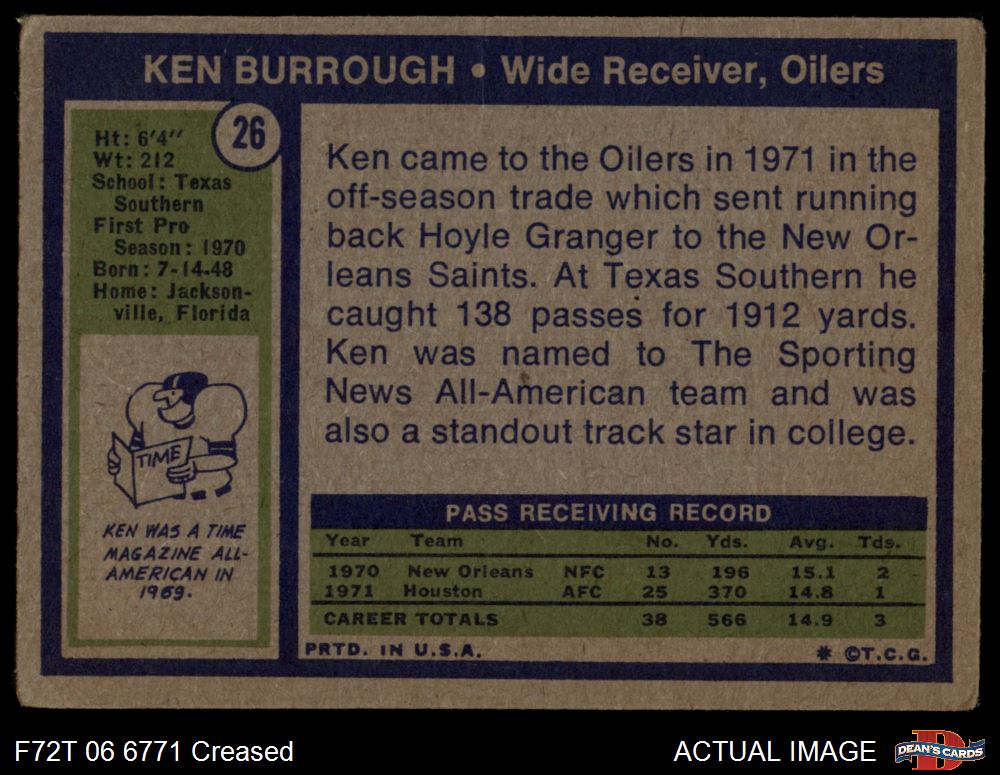 KEN BURROUGH • Wide Receiver, Oilers
26
Ht: 6'4"
Wt: 212
School: Texas
Southern
First Pro
Season: 1970
Born: 7-14-48
Home: Jackson-
ville, Florida
TIME
KEN WAS A TIME
MAGAZINE ALL-
AMERICAN IN
1969.
Ken came to the Oilers in 1971 in the
off-season trade which sent running
back Hoyle Granger to the New Or-
leans Saints. At Texas Southern he
caught 138 passes for 1912 yards.
Ken was named to The Sporting
News All-American team and was
also a standout track star in college.
PASS RECEIVING RECORD
Year Team No. Yds. Avg. Tds.
1970 New Orleans NFC 13 196 15.1 2
1971 Houston AFC 25 370 14.8 1
CAREER TOTALS 38 566 14.9 3
PRTD. IN U.S.A. * ©T.C.G.
F72T 06 6771 Creased
ACTUAL IMAGE
D
DEAN'S CARDS